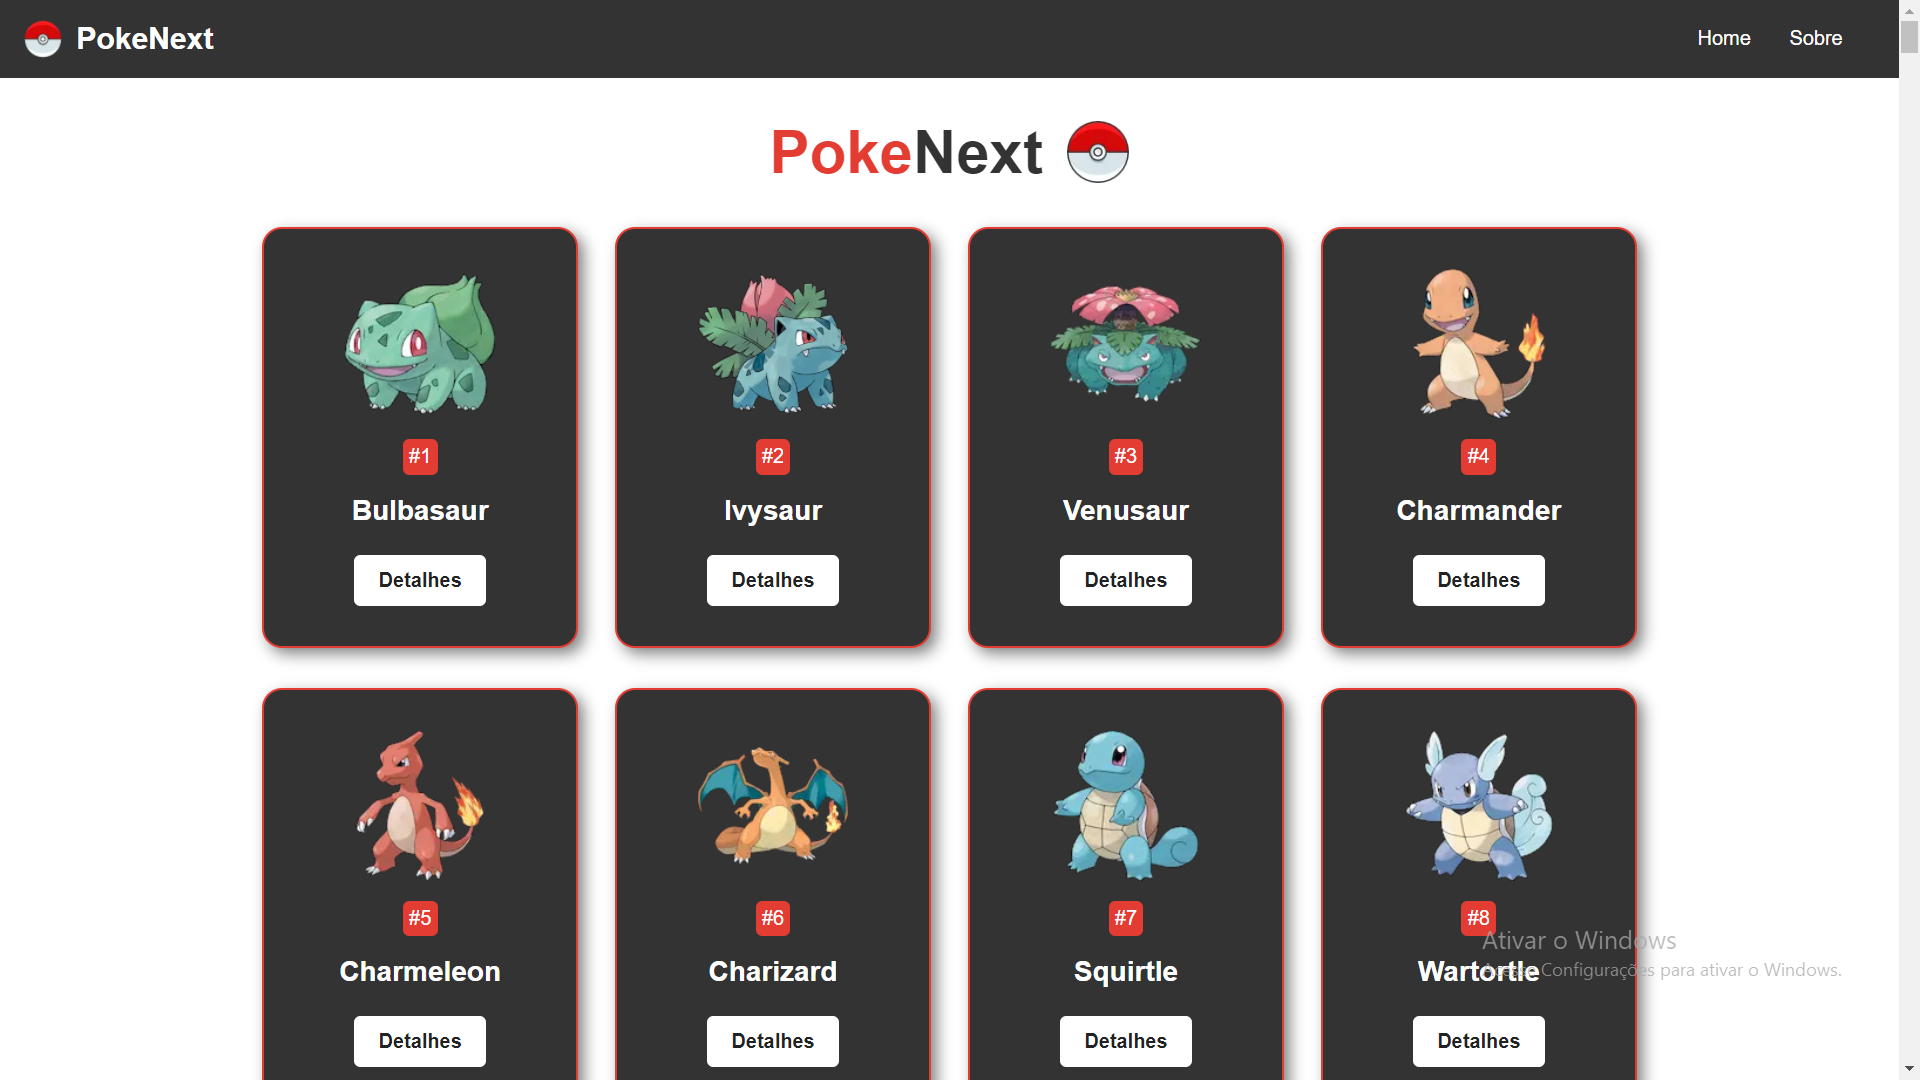 PokeNext
Home Sobre
PokeNext
#1 #2 #3 #4
Bulbasaur Ivysaur Venusaur Charmander
Detalhes Detalhes Detalhes Detalhes
#5 #6 #7 #8
Ativar o Windows
Charmeleon Charizard Squirtle Wartortle
Acesse Configurações para ativar o Windows.
Detalhes Detalhes Detalhes Detalhes